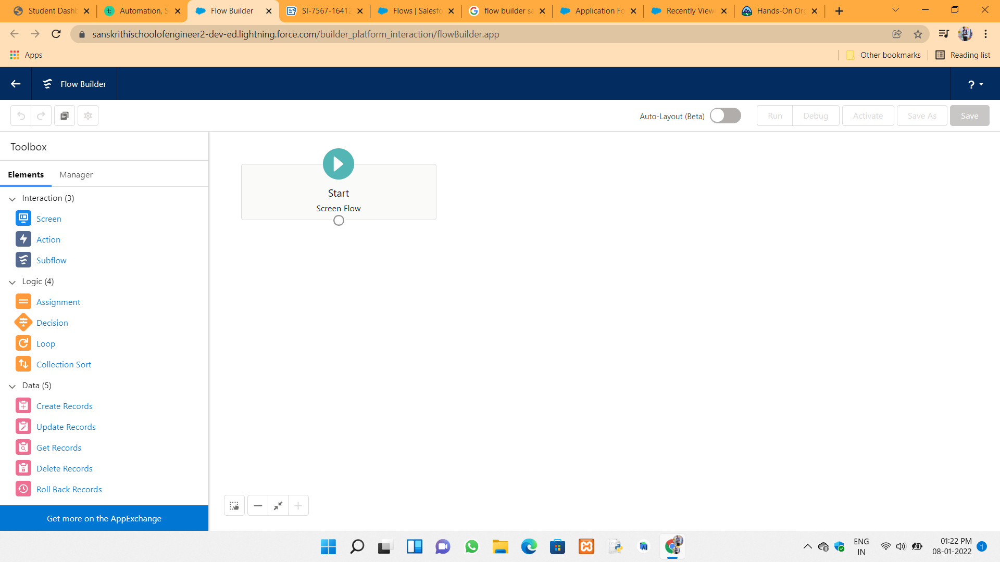 Student Dashb
Automation, S
Flow Builder
SI-7567-16412
Flows | Salesfo
flow builder sa
Application Fo
Recently View
Hands-On Org
sanskrithischoolofengineer2-dev-ed.lightning.force.com/builder_platform_interaction/flowBuilder.app
Apps
Other bookmarks
Reading list
Flow Builder
?
Auto-Layout (Beta)
Run
Debug
Activate
Save As
Save
Toolbox
Elements
Manager
Interaction (3)
Screen
Action
Subflow
Logic (4)
Assignment
Decision
Loop
Collection Sort
Data (5)
Create Records
Update Records
Get Records
Delete Records
Roll Back Records
Get more on the AppExchange
Start
Screen Flow
ENG
IN
01:22 PM
08-01-2022
1